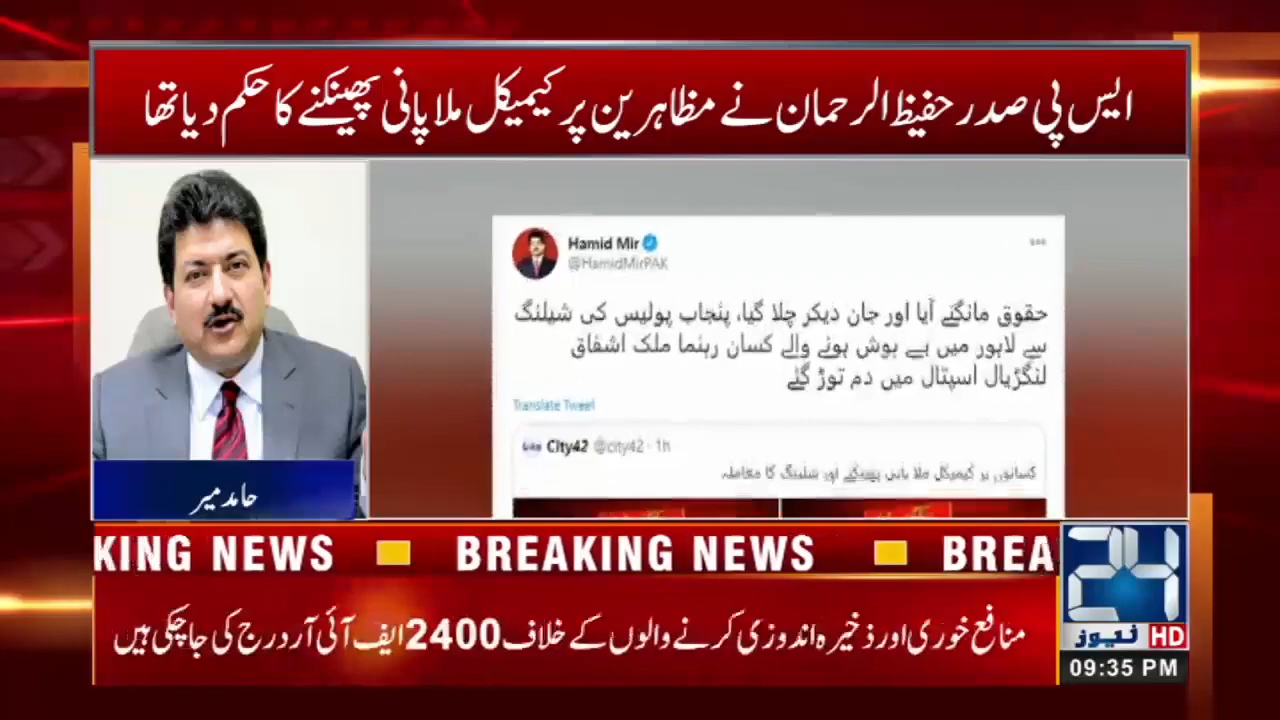 ایس پی صدر حفیظ الرحمان نے مظاہرین پر کیمیکل ملا پانی پھینکنے کا حکم دیا تھا
Hamid Mir
@HamidMirPAK
حقوق مانگنے آیا اور جان دیکر چلا گیا، پنجاب پولیس کی شیلنگ
سے لاہور میں بے ہوش ہونے والے کسان رہنما ملک اشفاق
لنگڑیال اسپتال میں دم توڑ گئے
Translate Tweet
City42 @city42 · 1h
کسانوں پر کیمیکل ملا پانی پھینکنے اور شیلنگ کا معاملہ
حامد میر
KING NEWS BREAKING NEWS BREA
24
نیوز HD
منافع خوری اور ذخیرہ اندوزی کرنے والوں کے خلاف 2400 ایف آئی آر درج کی جاچکی ہیں
09:35 PM